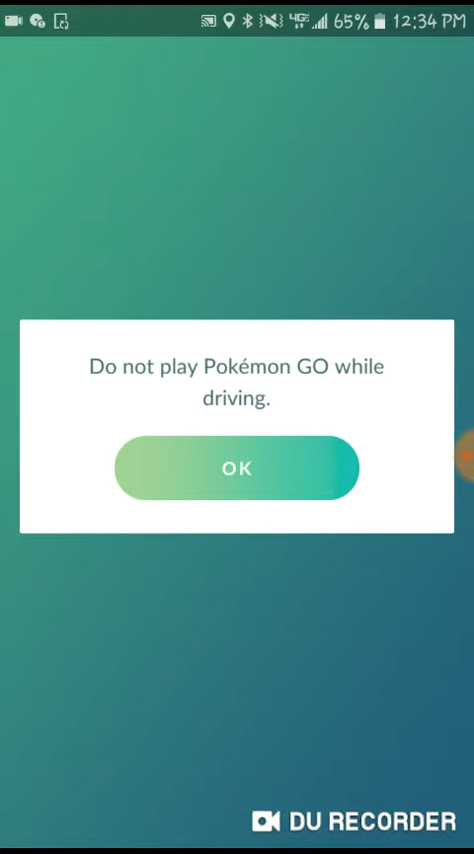 65% 12:34 PM
Do not play Pokémon GO while
driving.
OK
DU RECORDER